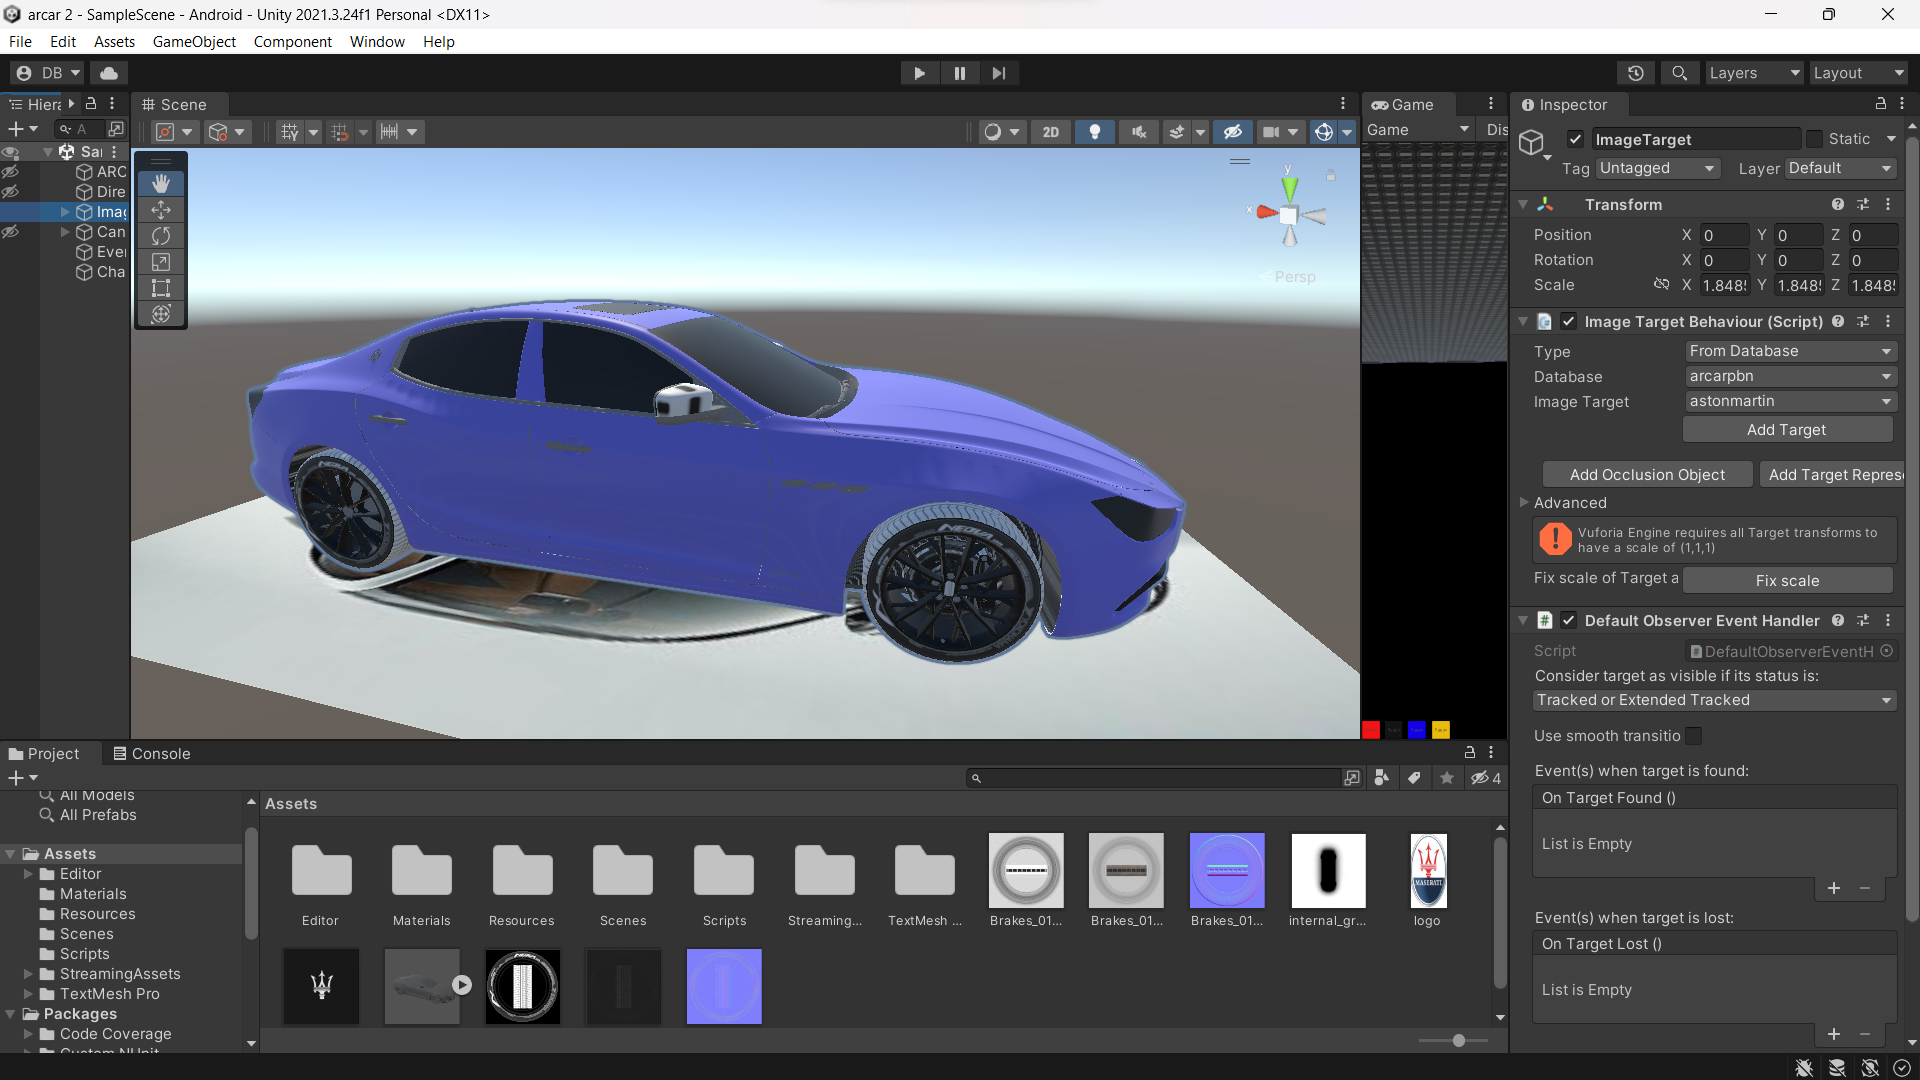 arcar 2 - SampleScene - Android - Unity 2021.3.24f1 Personal <DX11>
File Edit Assets GameObject Component Window Help
DB
Layers
Layout
Hiera
Scene
Game
Inspector
A
2D
Game
Dis
ImageTarget
Static
Tag Untagged
Layer Default
Sa
ARC
Dire
Imag
Can
Eve
Cha
y
x
Persp
Transform
Position X 0 Y 0 Z 0
Rotation X 0 Y 0 Z 0
Scale X 1.848 Y 1.848 Z 1.848
Image Target Behaviour (Script)
Type From Database
Database arcarpbn
Image Target astonmartin
Add Target
Add Occlusion Object
Add Target Represe
Advanced
Vuforia Engine requires all Target transforms to
have a scale of (1,1,1)
Fix scale of Target a
Fix scale
Default Observer Event Handler
Script DefaultObserverEventH
Consider target as visible if its status is:
Tracked or Extended Tracked
Use smooth transitio
Event(s) when target is found:
On Target Found ()
List is Empty
Event(s) when target is lost:
On Target Lost ()
List is Empty
Project
Console
4
All Models
All Prefabs
Assets
Editor
Materials
Resources
Scenes
Scripts
StreamingAssets
TextMesh Pro
Packages
Code Coverage
Custom NUnit
Assets
MASERATI
Editor
Materials
Resources
Scenes
Scripts
Streaming...
TextMesh ...
Brakes_01...
Brakes_01...
Brakes_01...
internal_gr...
logo